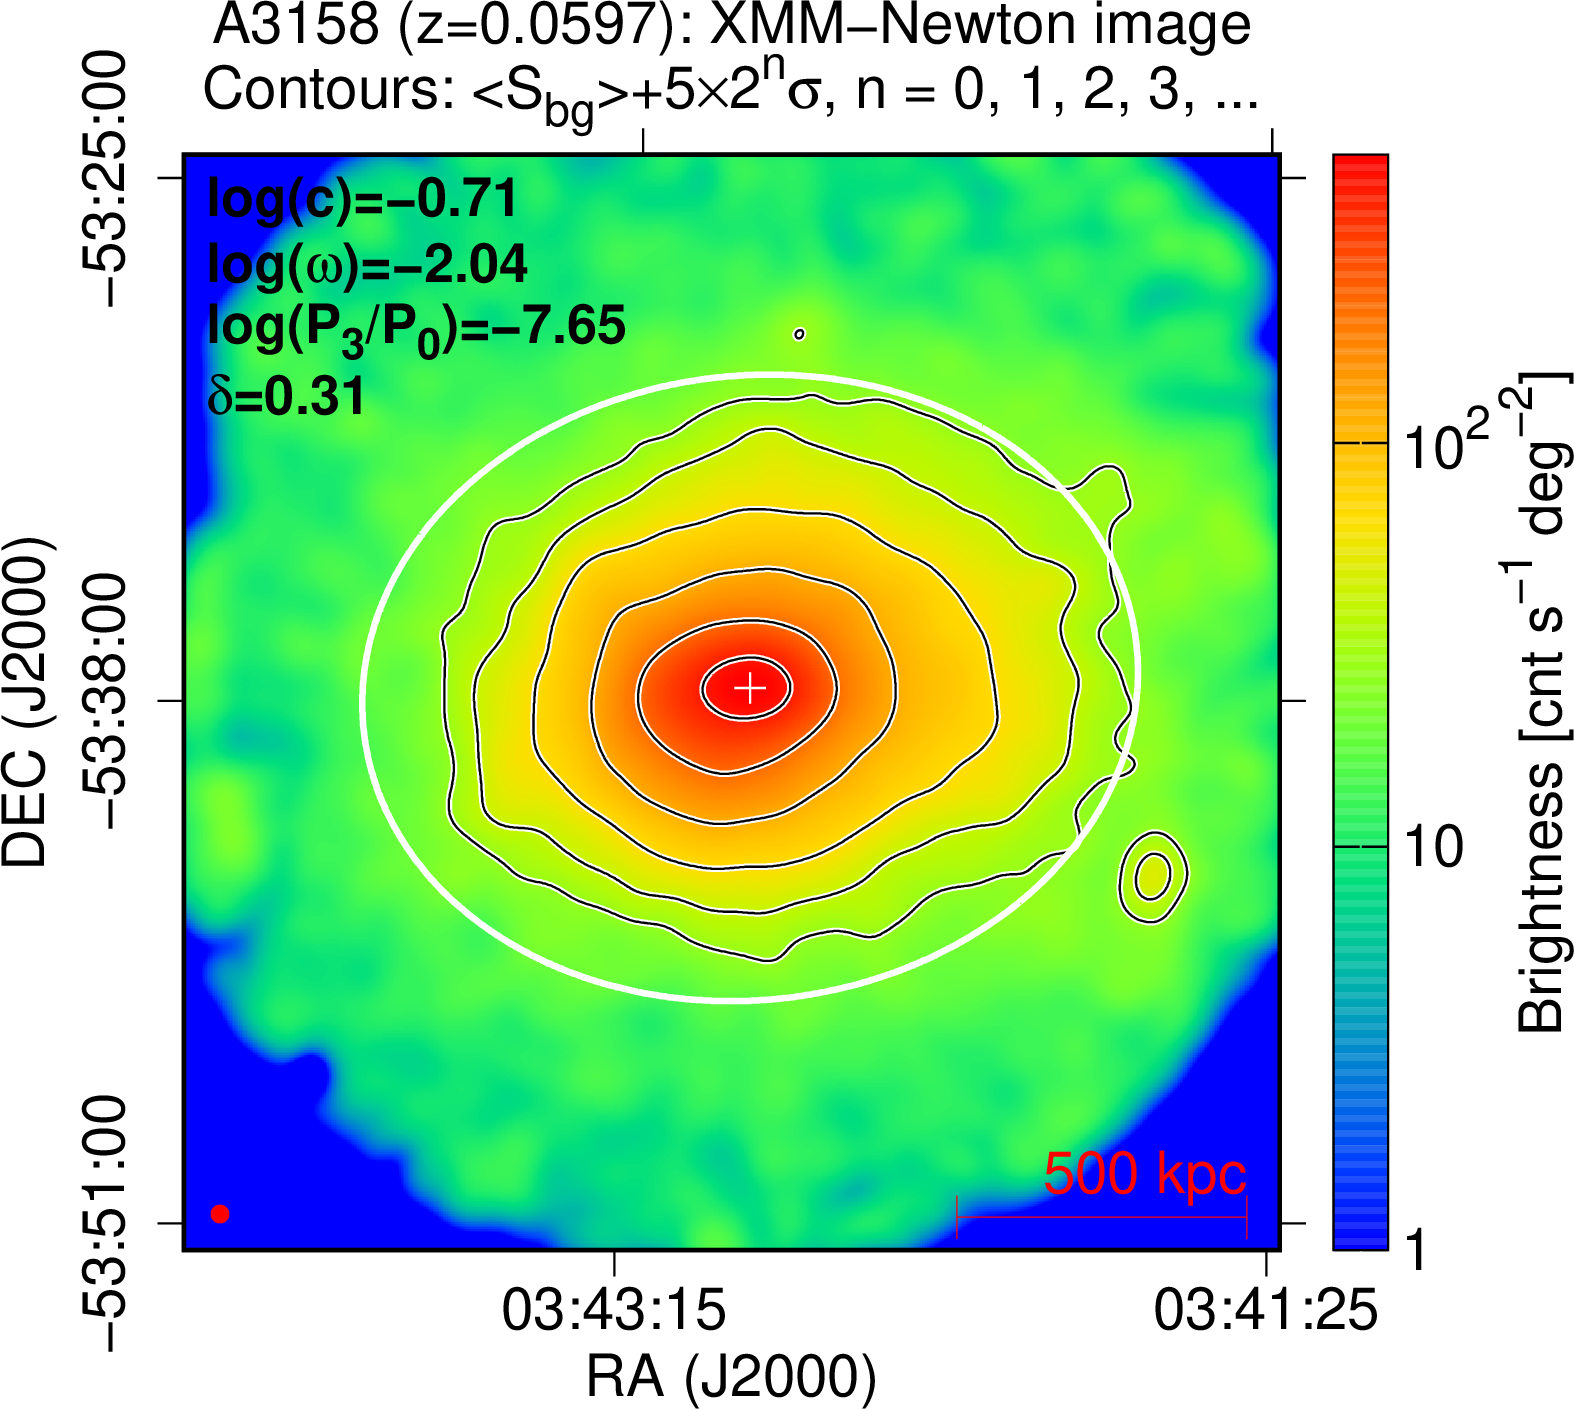 A3158 (z=0.0597): XMM−Newton image
Contours: <S_bg>+5×2^nσ, n = 0, 1, 2, 3, ...
log(c)=−0.71
log(ω)=−2.04
log(P_3/P_0)=−7.65
δ=0.31
−53:25:00
−53:38:00
−53:51:00
DEC (J2000)
500 kpc
03:43:15
03:41:25
RA (J2000)
10^2
10
1
Brightness [cnt s^−1 deg^−2]